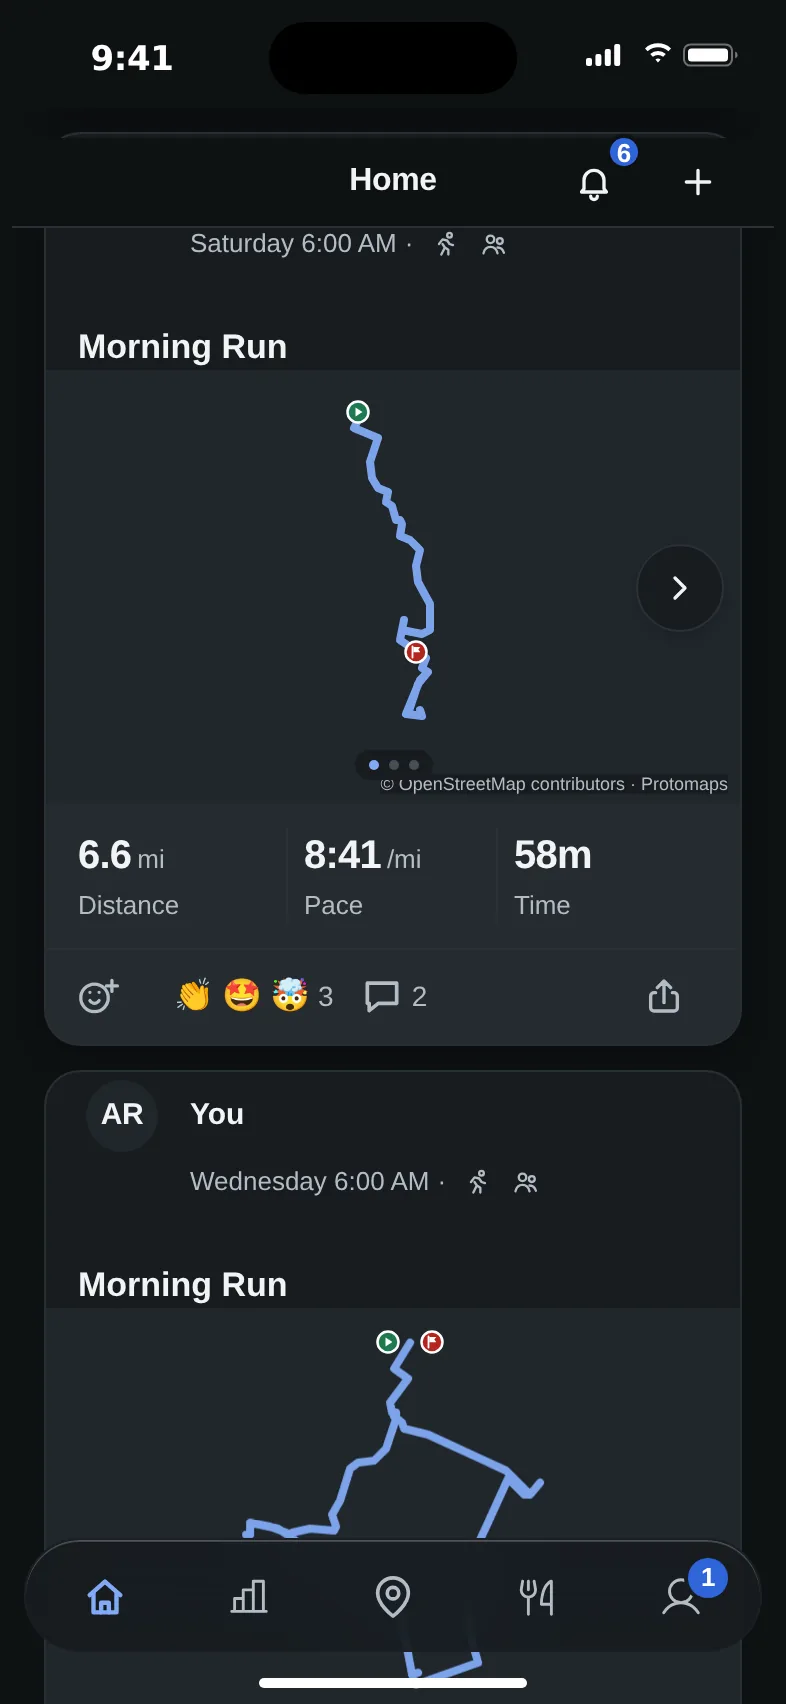 9:41
Home
6
Saturday 6:00 AM ·
Morning Run
© OpenStreetMap contributors · Protomaps
6.6 mi
8:41 /mi
58m
Distance
Pace
Time
3
2
AR
You
Wednesday 6:00 AM ·
Morning Run
1